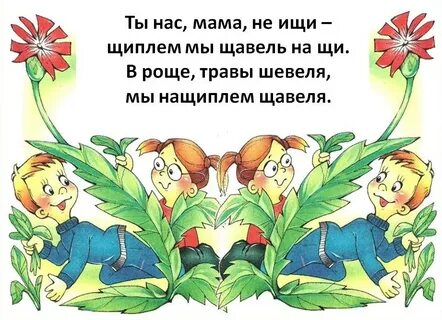 Ты нас, мама, не ищи –
щиплем мы щавель на щи.
В роще, травы шевеля,
мы нащиплем щавеля.